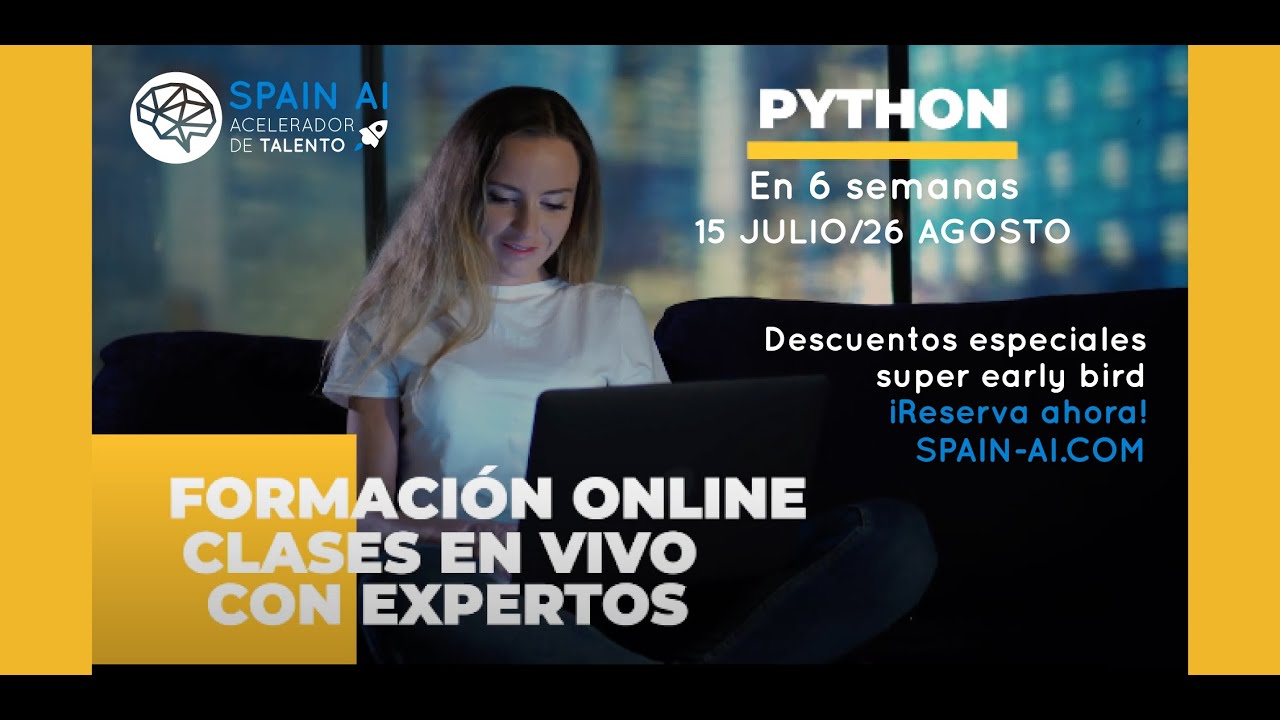 SPAIN AI
ACELERADOR
DE TALENTO
PYTHON
En 6 semanas
15 JULIO/26 AGOSTO
Descuentos especiales
super early bird
¡Reserva ahora!
SPAIN-AI.COM
FORMACIÓN ONLINE
CLASES EN VIVO
CON EXPERTOS